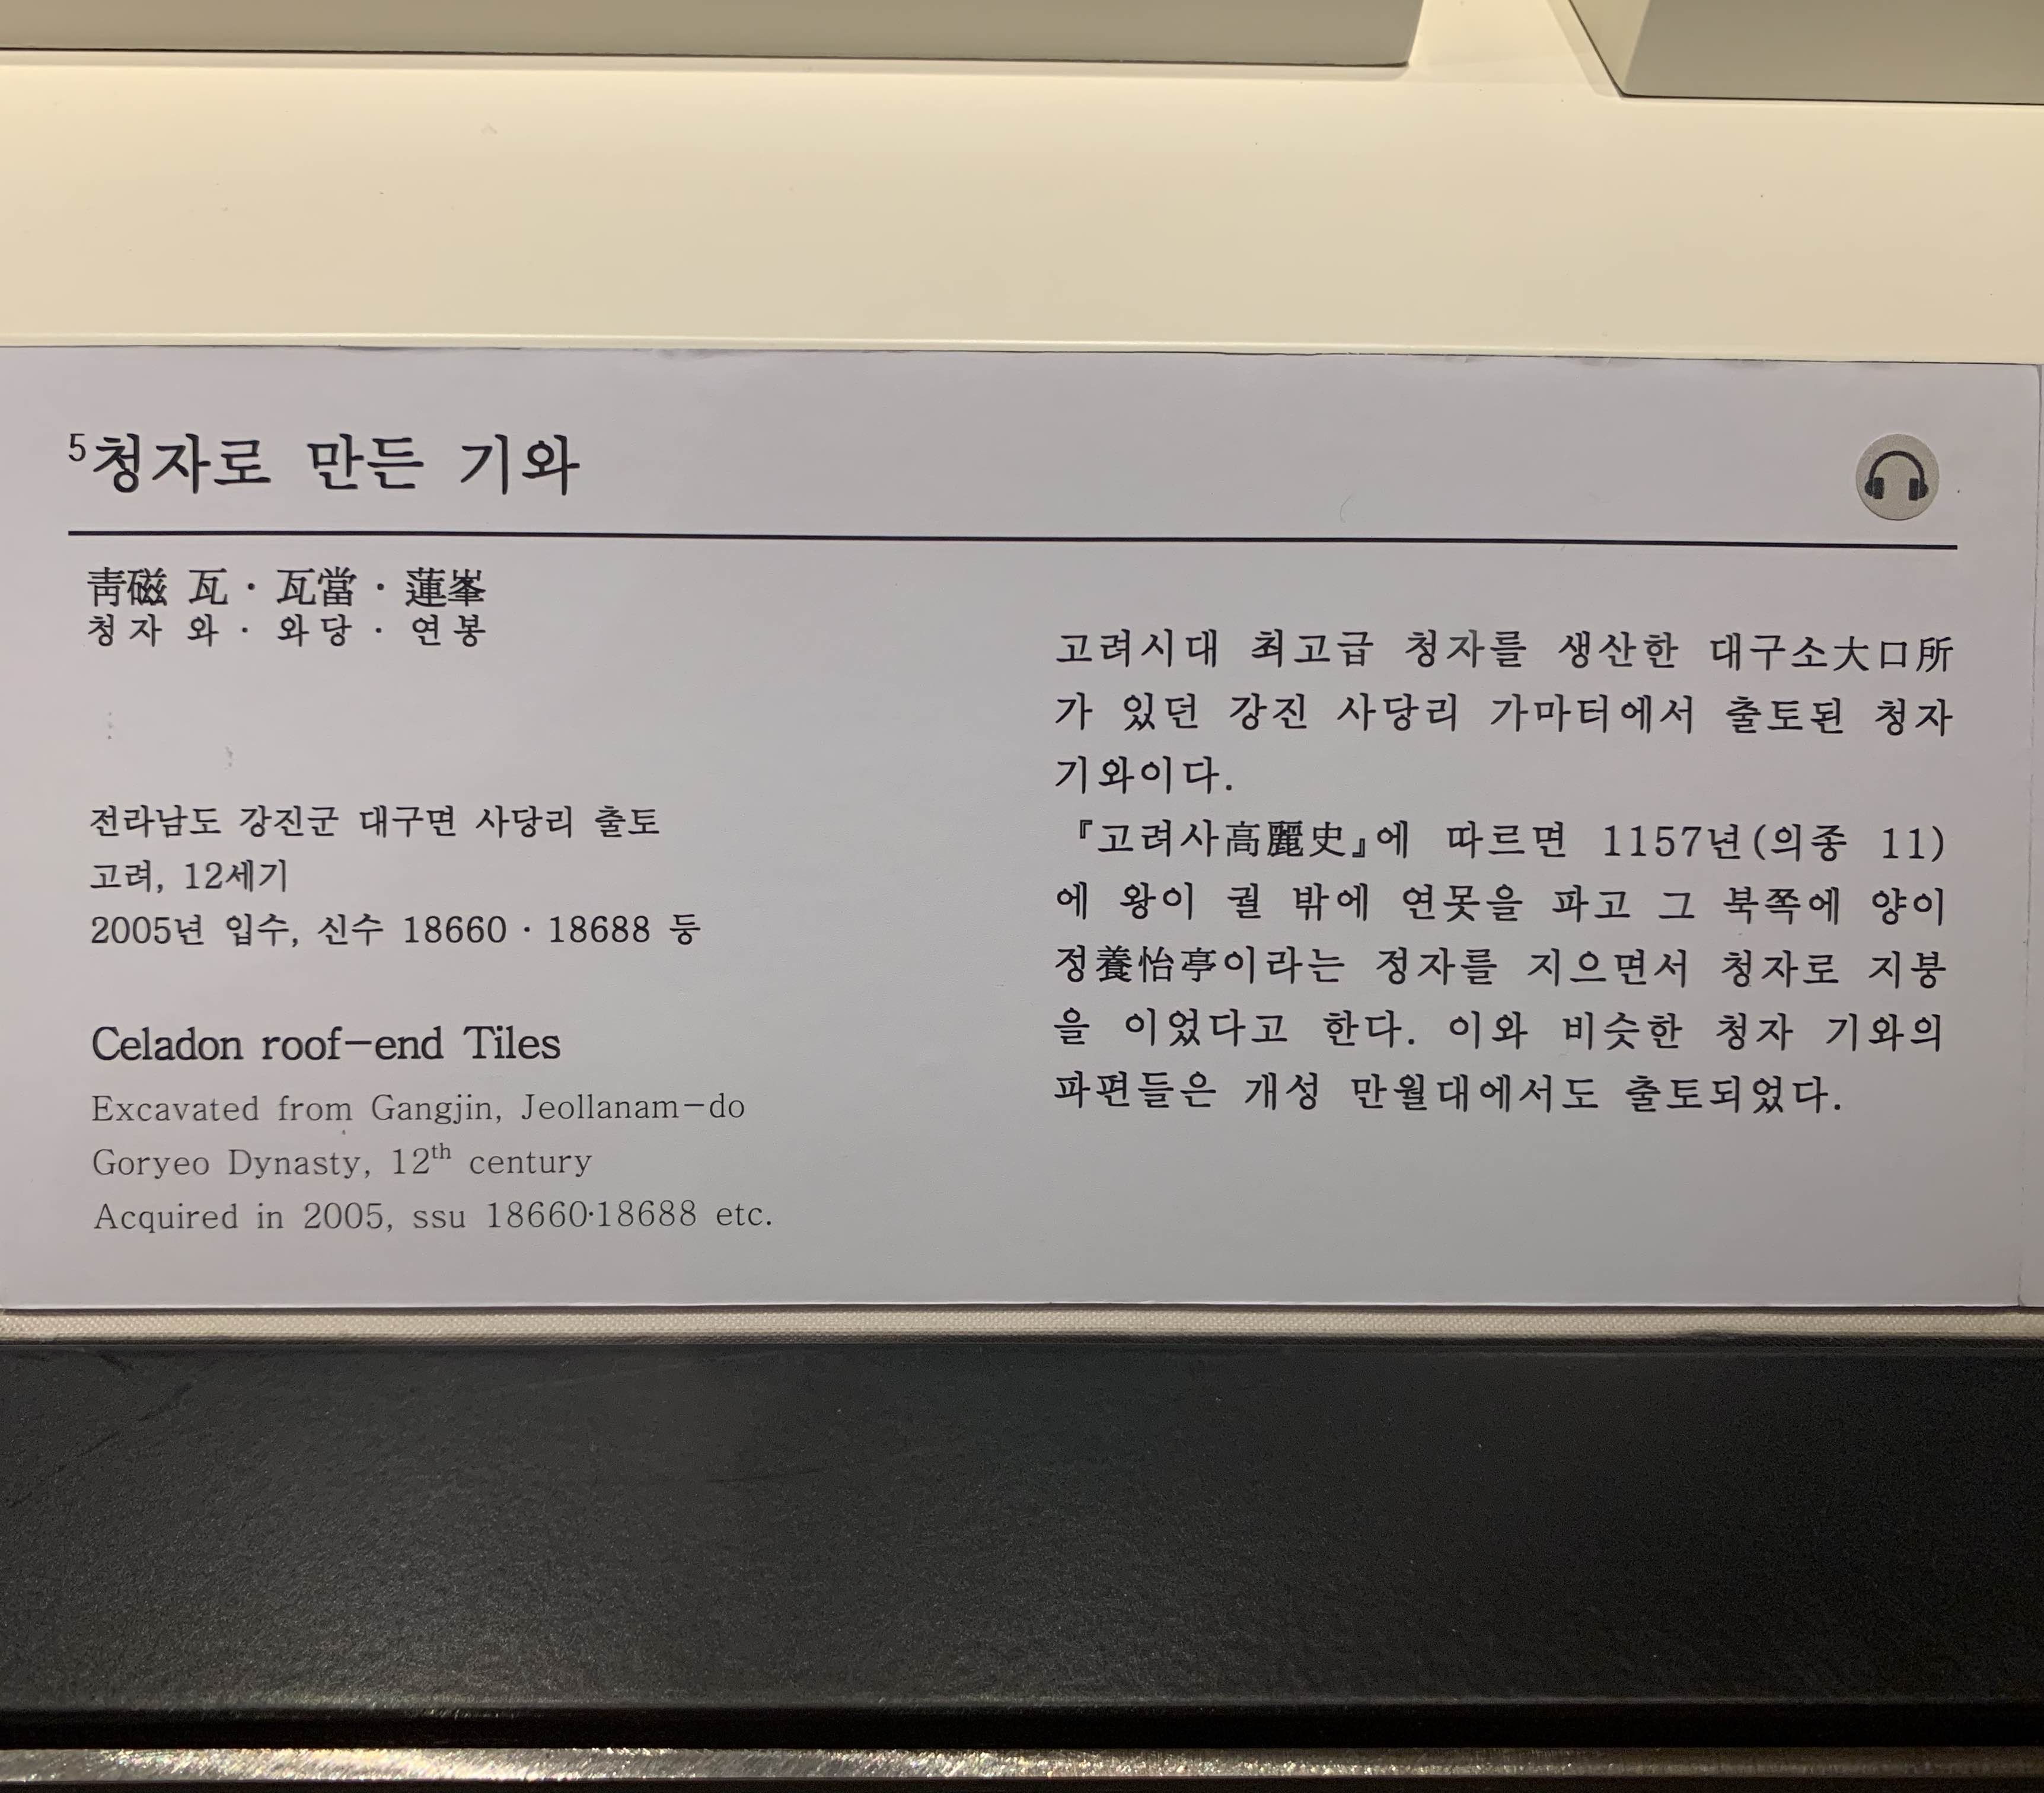 5청자로 만든 기와
靑磁 瓦 · 瓦當 · 蓮峯
청자 와 · 와당 · 연봉
전라남도 강진군 대구면 사당리 출토
고려, 12세기
2005년 입수, 신수 18660 · 18688 등
Celadon roof-end Tiles
Excavated from Gangjin, Jeollanam-do
Goryeo Dynasty, 12th century
Acquired in 2005, ssu 18660·18688 etc.
고려시대 최고급 청자를 생산한 대구소大口所
가 있던 강진 사당리 가마터에서 출토된 청자
기와이다.
『고려사高麗史』에 따르면 1157년(의종 11)
에 왕이 궐 밖에 연못을 파고 그 북쪽에 양이
정養怡亭이라는 정자를 지으면서 청자로 지붕
을 이었다고 한다. 이와 비슷한 청자 기와의
파편들은 개성 만월대에서도 출토되었다.